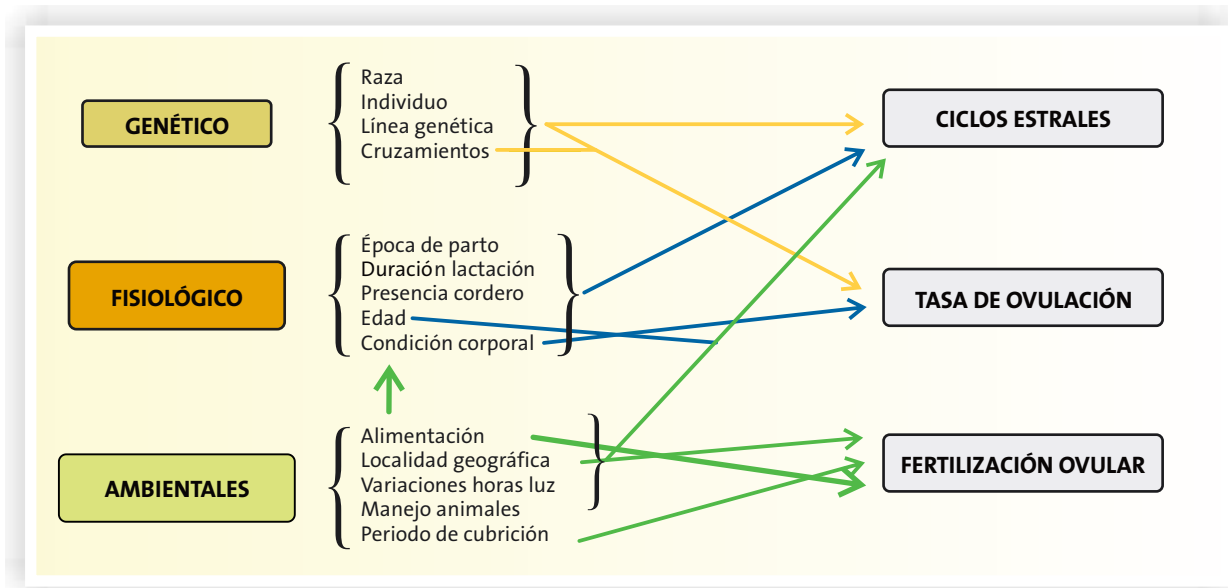 GENÉTICO
Raza
Individuo
Línea genética
Cruzamientos
CICLOS ESTRALES
FISIOLÓGICO
Época de parto
Duración lactación
Presencia cordero
Edad
Condición corporal
TASA DE OVULACIÓN
AMBIENTALES
Alimentación
Localidad geográfica
Variaciones horas luz
Manejo animales
Periodo de cubrición
FERTILIZACIÓN OVULAR